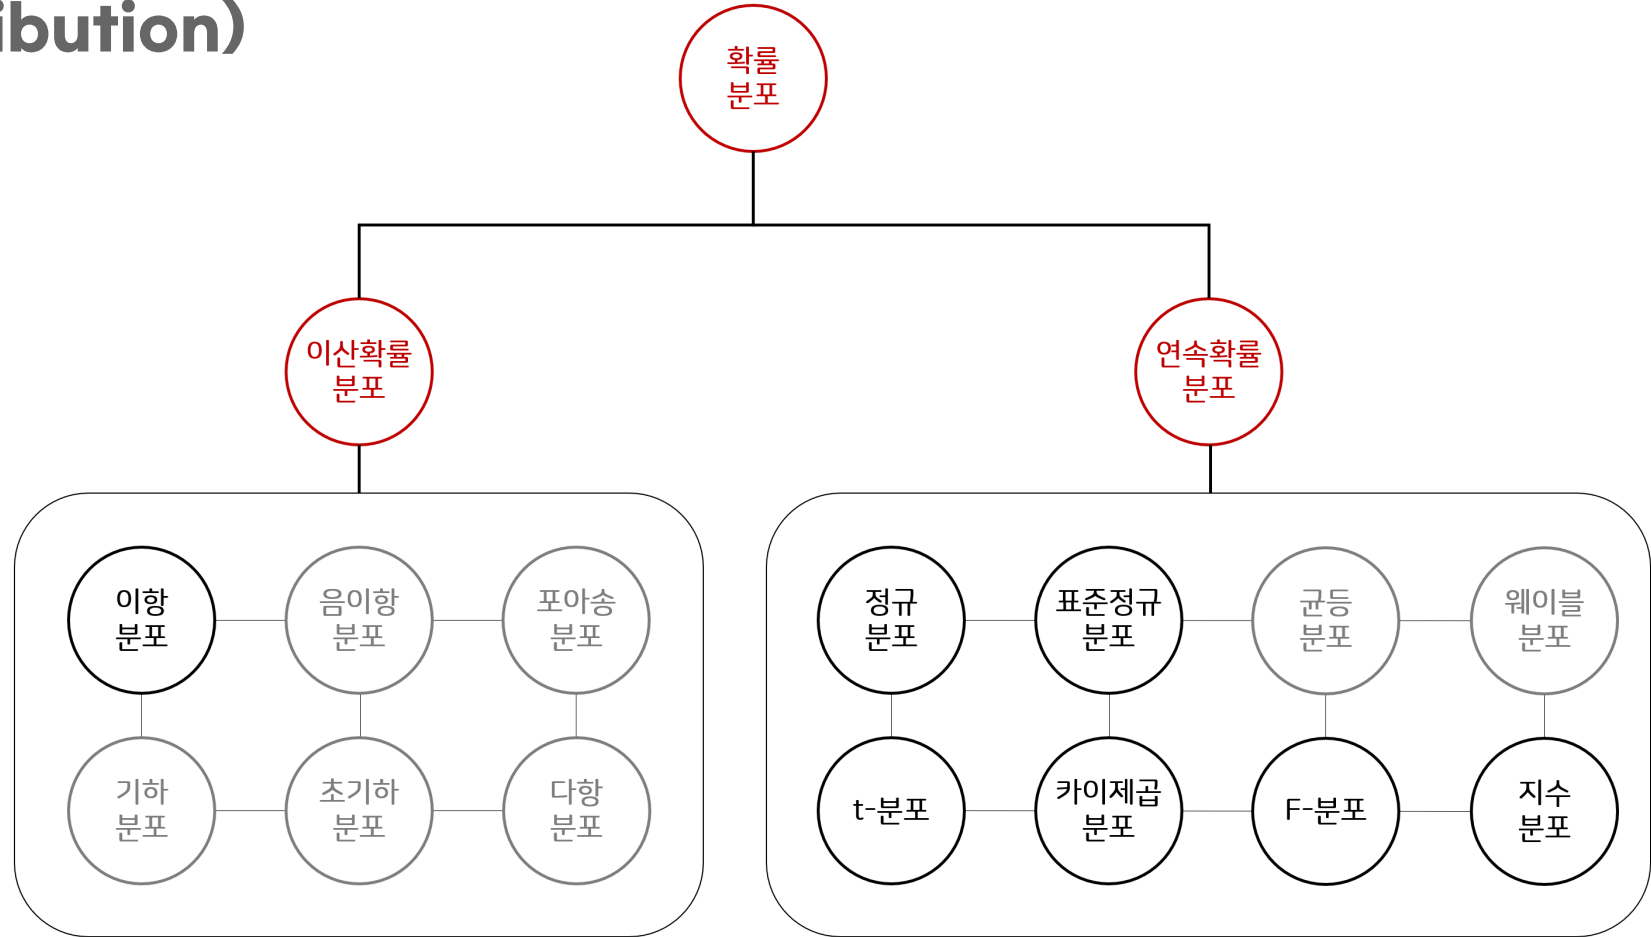 ibution)
확률
분포
이산확률
분포
연속확률
분포
이항
분포
음이항
분포
포아송
분포
정규
분포
표준정규
분포
균등
분포
웨이블
분포
기하
분포
초기하
분포
다항
분포
t-분포
카이제곱
분포
F-분포
지수
분포